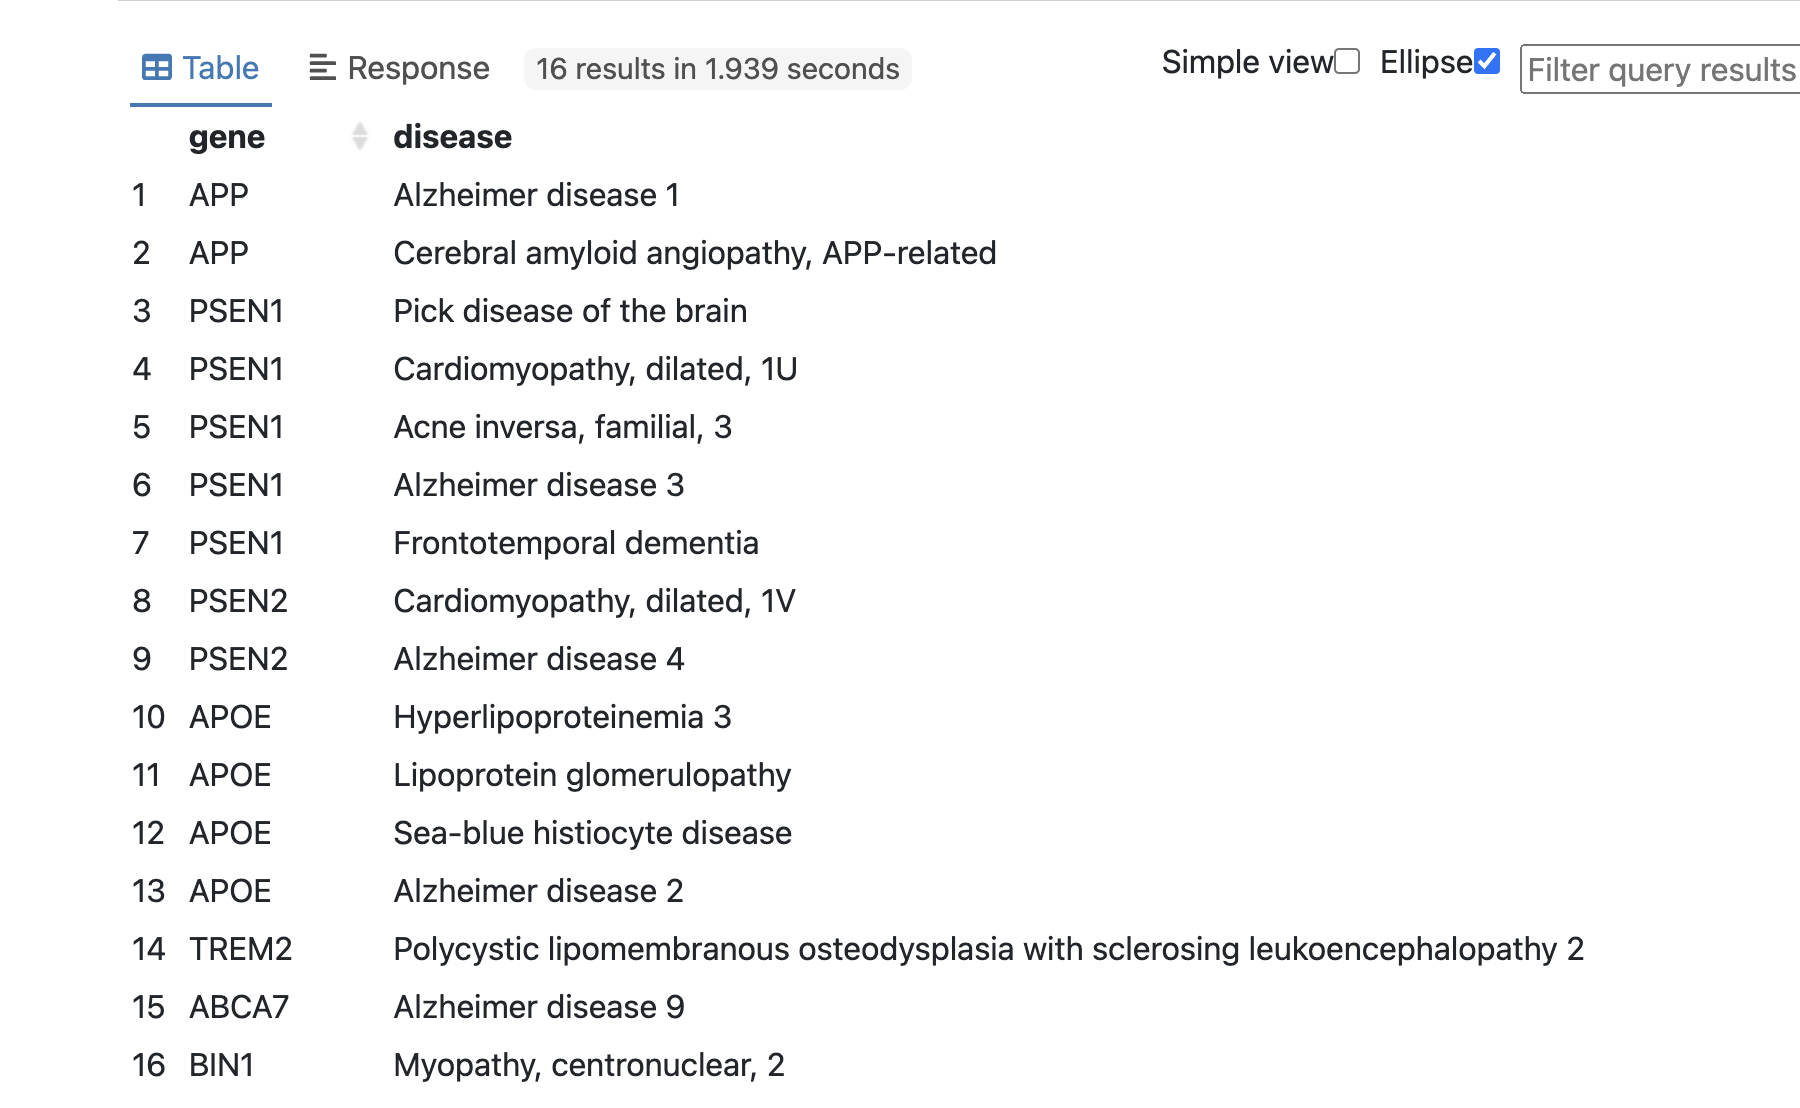 Table Response 16 results in 1.939 seconds Simple view Ellipse Filter query results
gene disease
1 APP Alzheimer disease 1
2 APP Cerebral amyloid angiopathy, APP-related
3 PSEN1 Pick disease of the brain
4 PSEN1 Cardiomyopathy, dilated, 1U
5 PSEN1 Acne inversa, familial, 3
6 PSEN1 Alzheimer disease 3
7 PSEN1 Frontotemporal dementia
8 PSEN2 Cardiomyopathy, dilated, 1V
9 PSEN2 Alzheimer disease 4
10 APOE Hyperlipoproteinemia 3
11 APOE Lipoprotein glomerulopathy
12 APOE Sea-blue histiocyte disease
13 APOE Alzheimer disease 2
14 TREM2 Polycystic lipomembranous osteodysplasia with sclerosing leukoencephalopathy 2
15 ABCA7 Alzheimer disease 9
16 BIN1 Myopathy, centronuclear, 2